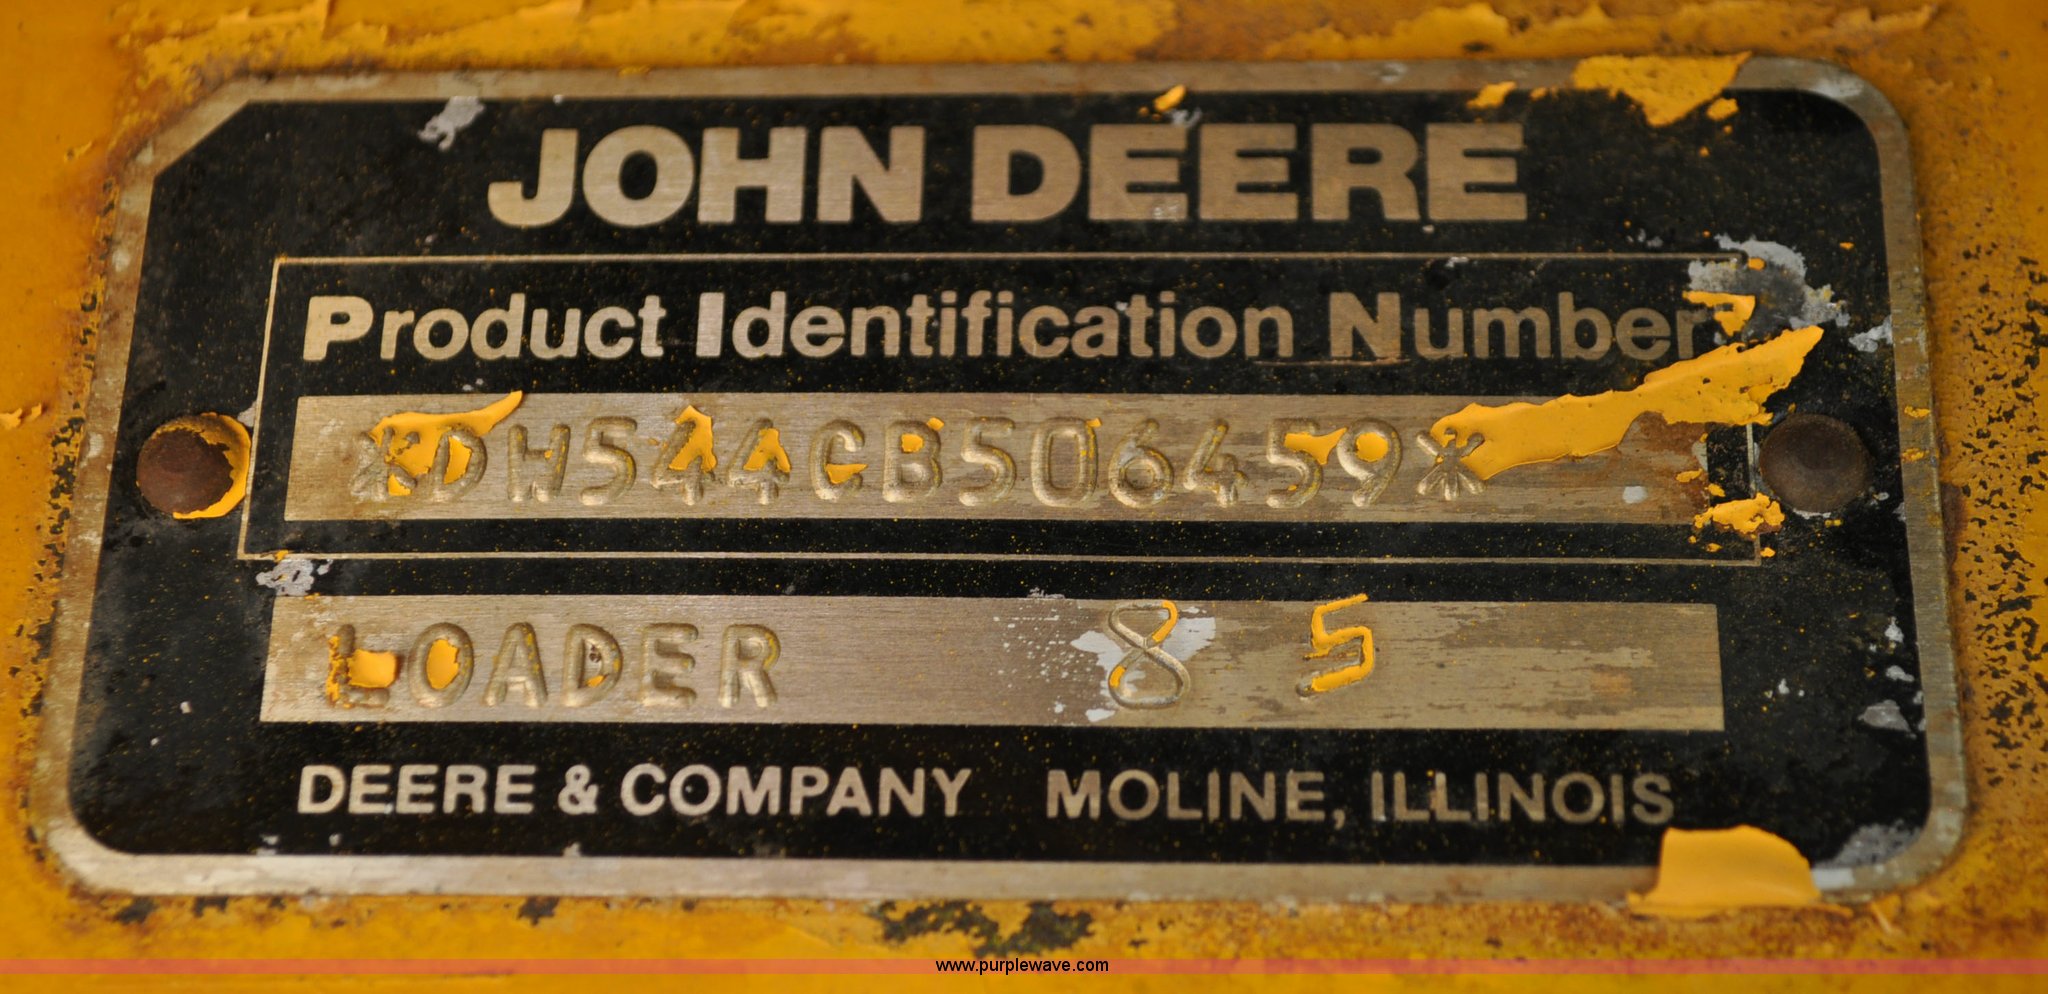 JOHN DEERE
Product Identification Number
*DW544CB506459*
LOADER 8 5
DEERE & COMPANY MOLINE, ILLINOIS
www.purplewave.com